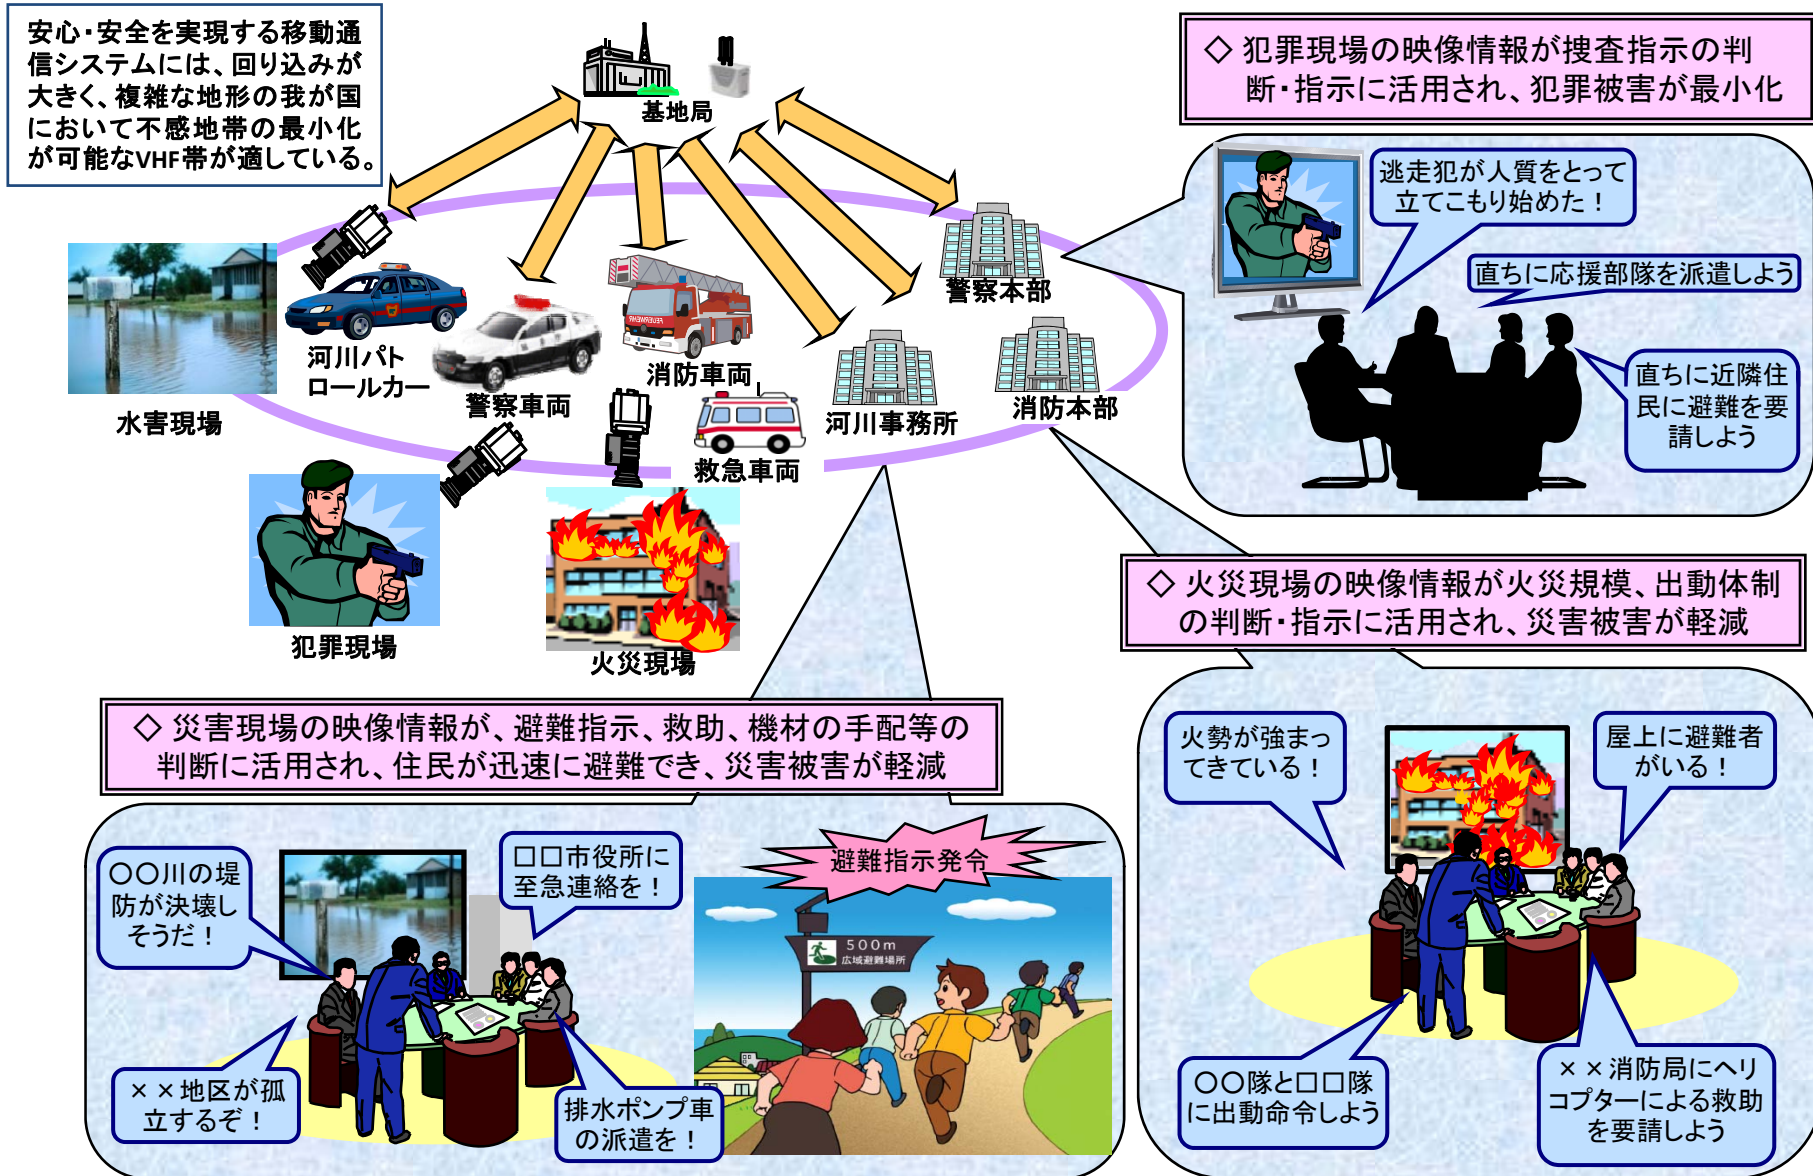 安心・安全を実現する移動通
信システムには、回り込みが
大きく、複雑な地形の我が国
において不感地帯の最小化
が可能なVHF帯が適している。
基地局
◇ 犯罪現場の映像情報が捜査指示の判
断・指示に活用され、犯罪被害が最小化
逃走犯が人質をとって
立てこもり始めた！
直ちに応援部隊を派遣しよう
直ちに近隣住
民に避難を要
請しよう
警察本部
消防本部
河川事務所
河川パト
ロールカー
警察車両
消防車両
FEUERWEHR
救急車両
水害現場
犯罪現場
火災現場
◇ 火災現場の映像情報が火災規模、出動体制
の判断・指示に活用され、災害被害が軽減
火勢が強まっ
てきている！
屋上に避難者
がいる！
〇〇隊と□□隊
に出動命令しよう
××消防局にヘリ
コプターによる救助
を要請しよう
◇ 災害現場の映像情報が、避難指示、救助、機材の手配等の
判断に活用され、住民が迅速に避難でき、災害被害が軽減
〇〇川の堤
防が決壊し
そうだ！
□□市役所に
至急連絡を！
××地区が孤
立するぞ！
排水ポンプ車
の派遣を！
避難指示発令
500m
広域避難場所